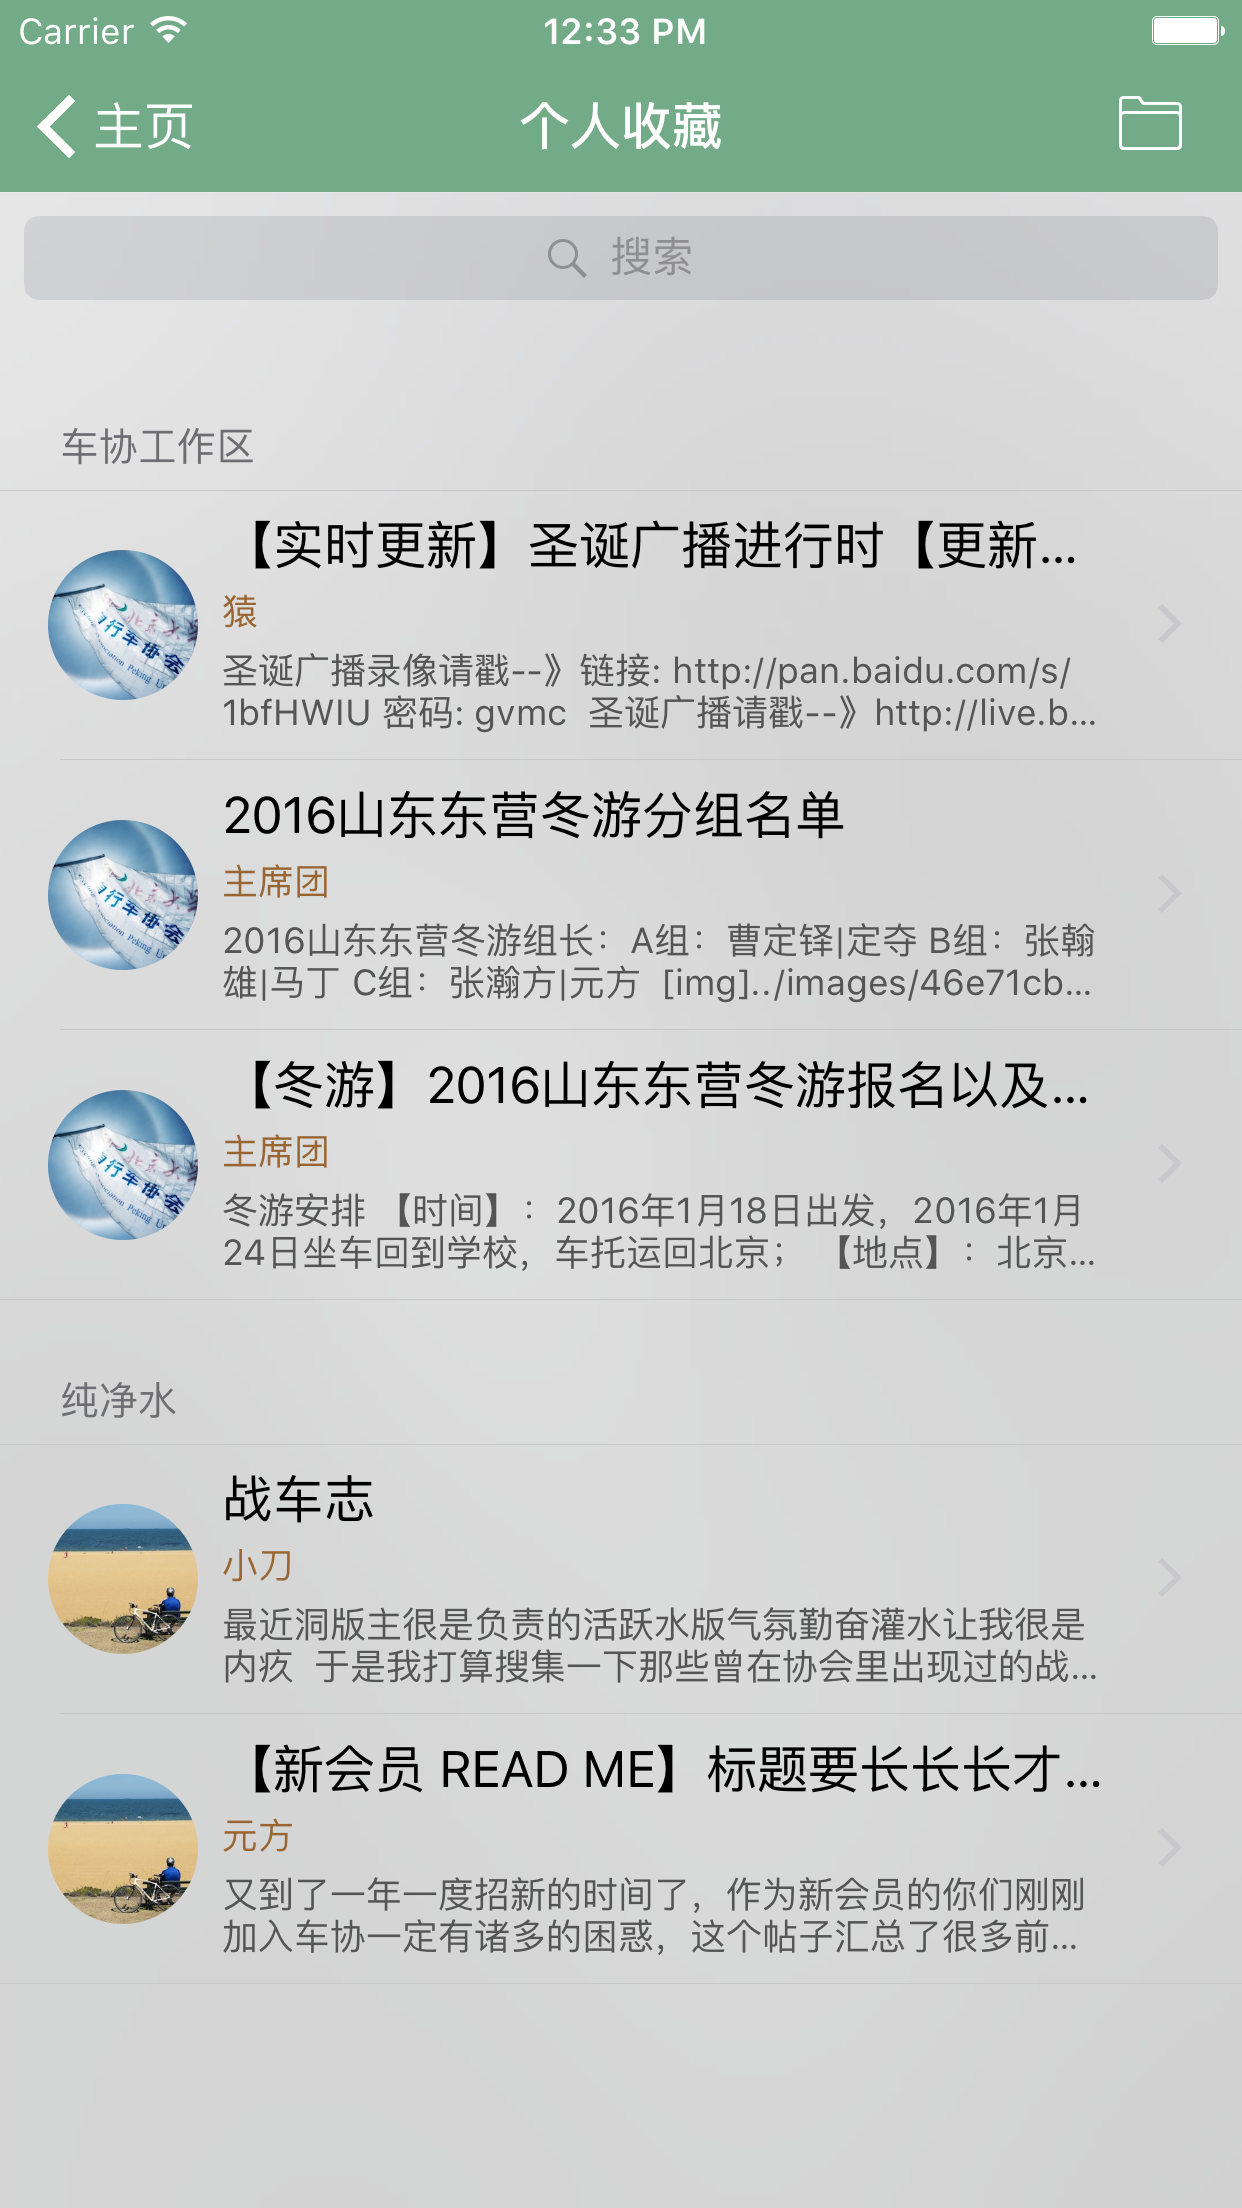 Carrier 12:33 PM
主页 个人收藏
搜索
车协工作区
【实时更新】圣诞广播进行时【更新...
猿
圣诞广播录像请戳--》链接: http://pan.baidu.com/s/
1bfHWIU 密码: gvmc  圣诞广播请戳--》http://live.b...
2016山东东营冬游分组名单
主席团
2016山东东营冬游组长：A组：曹定铎|定夺 B组：张翰
雄|马丁 C组：张瀚方|元方  [img]../images/46e71cb...
【冬游】2016山东东营冬游报名以及...
主席团
冬游安排 【时间】：2016年1月18日出发，2016年1月
24日坐车回到学校，车托运回北京； 【地点】：北京...
纯净水
战车志
小刀
最近洞版主很是负责的活跃水版气氛勤奋灌水让我很是
内疚  于是我打算搜集一下那些曾在协会里出现过的战...
【新会员 READ ME】标题要长长长才...
元方
又到了一年一度招新的时间了，作为新会员的你们刚刚
加入车协一定有诸多的困惑，这个帖子汇总了很多前...